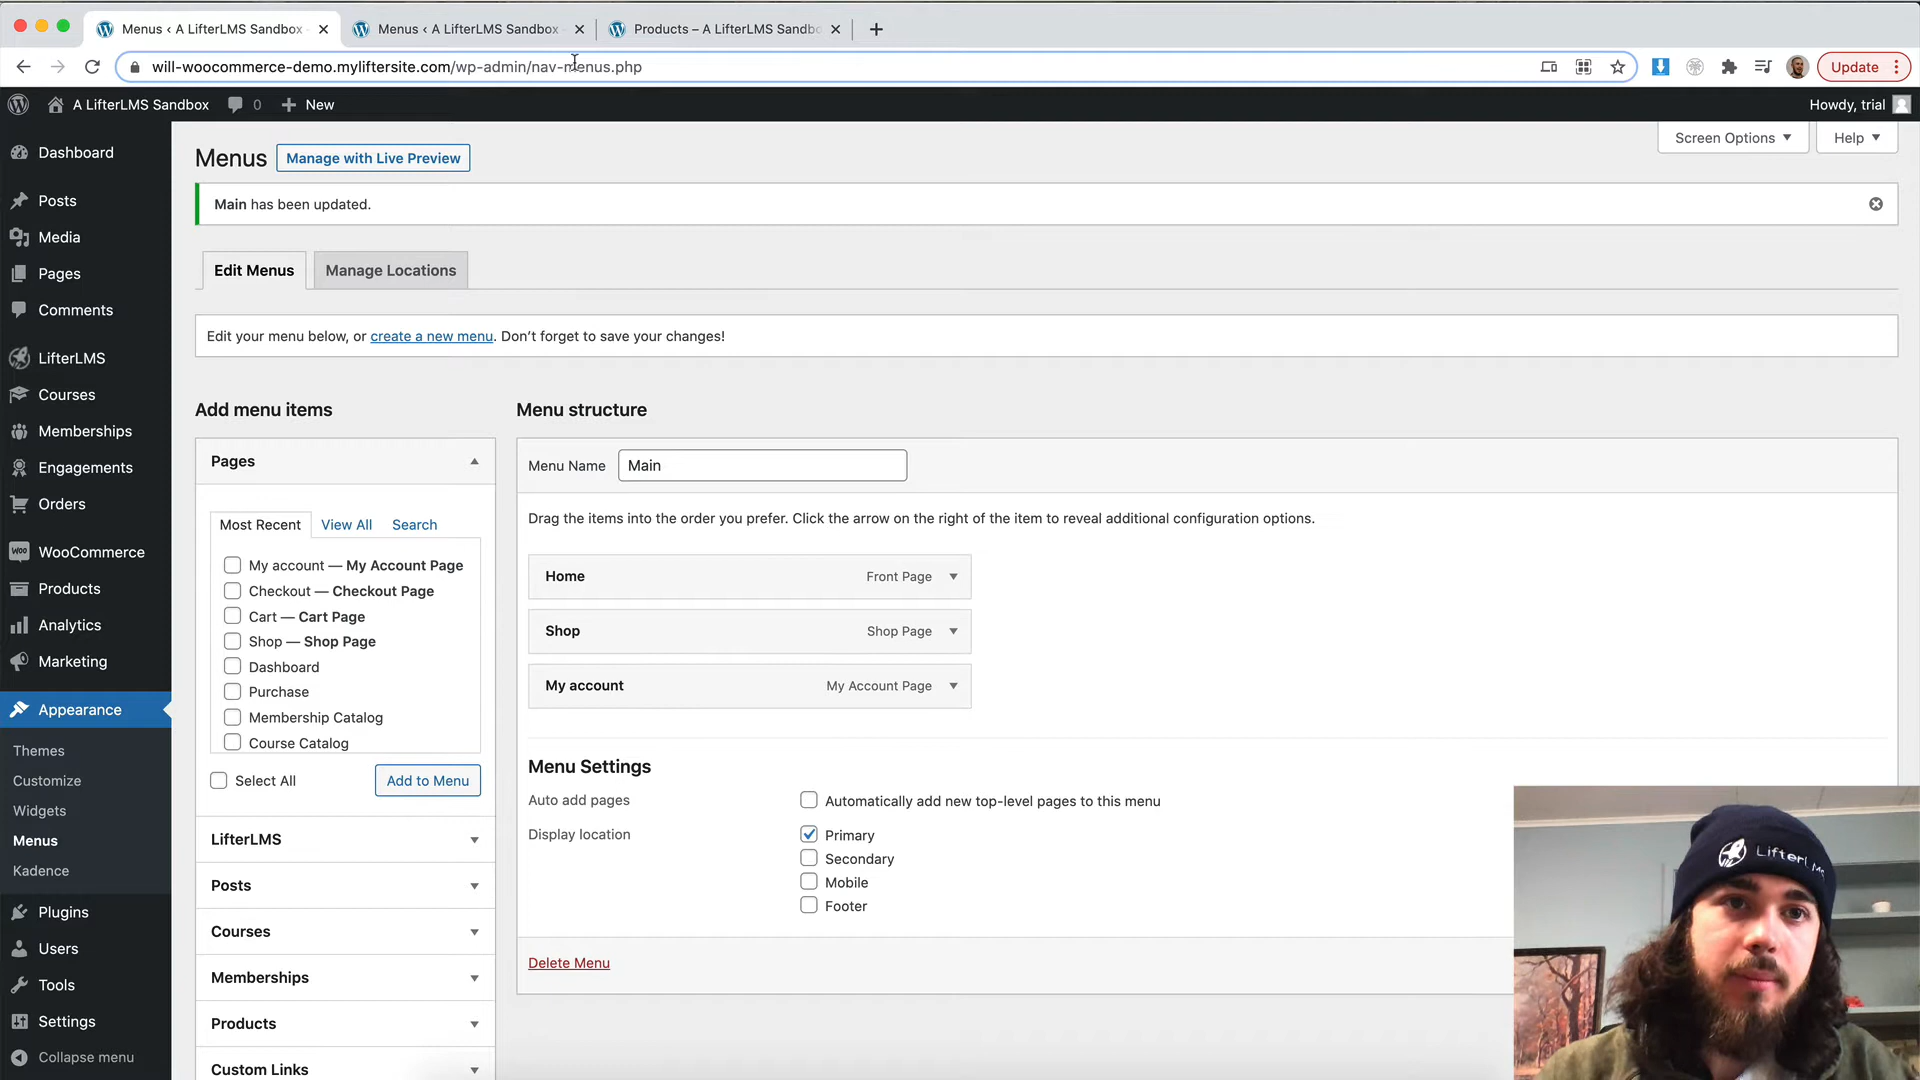 Menus ‹ A LifterLMS Sandbox
Menus ‹ A LifterLMS Sandbox
Products – A LifterLMS Sandbo
will-woocommerce-demo.myliftersite.com/wp-admin/nav-menus.php
Update
A LifterLMS Sandbox
0
New
Howdy, trial
Dashboard
Posts
Media
Pages
Comments
LifterLMS
Courses
Memberships
Engagements
Orders
WooCommerce
Products
Analytics
Marketing
Appearance
Themes
Customize
Widgets
Menus
Kadence
Plugins
Users
Tools
Settings
Collapse menu
Screen Options
Help
Menus
Manage with Live Preview
Main has been updated.
Edit Menus
Manage Locations
Edit your menu below, or create a new menu. Don’t forget to save your changes!
Add menu items
Pages
Most Recent
View All
Search
My account — My Account Page
Checkout — Checkout Page
Cart — Cart Page
Shop — Shop Page
Dashboard
Purchase
Membership Catalog
Course Catalog
Select All
Add to Menu
LifterLMS
Posts
Courses
Memberships
Products
Custom Links
Menu structure
Menu Name
Main
Drag the items into the order you prefer. Click the arrow on the right of the item to reveal additional configuration options.
Home Front Page
Shop Shop Page
My account My Account Page
Menu Settings
Auto add pages
Automatically add new top-level pages to this menu
Display location
Primary
Secondary
Mobile
Footer
Delete Menu
LifterLMS